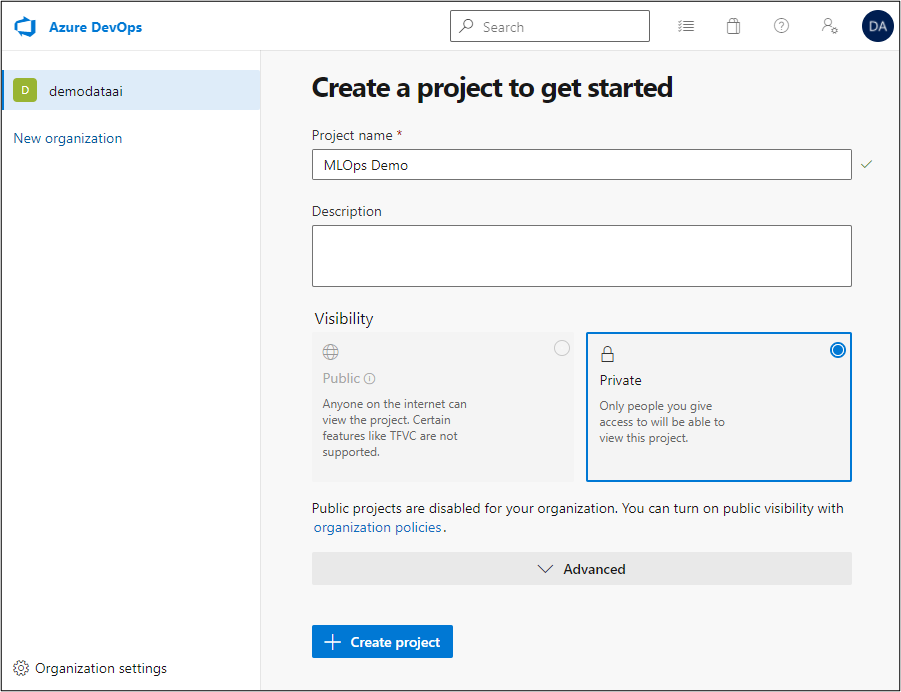 Azure DevOps
Search
DA
D
demodataai
New organization
Create a project to get started
Project name *
MLOps Demo
Description
Visibility
Public
Anyone on the internet can
view the project. Certain
features like TFVC are not
supported.
Private
Only people you give
access to will be able to
view this project.
Public projects are disabled for your organization. You can turn on public visibility with
organization policies.
Advanced
Create project
Organization settings